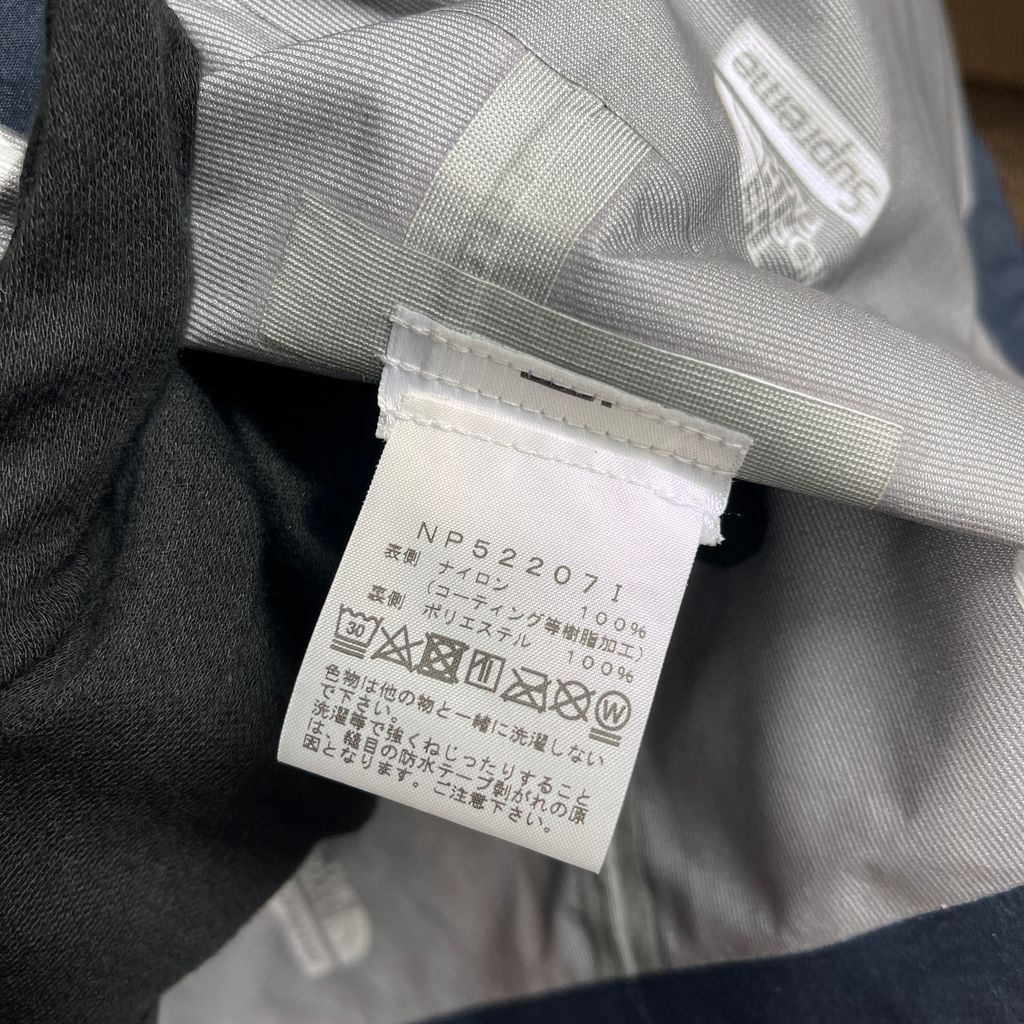 Supreme
NP52207I
表側 ナイロン 100%
(コーティング等樹脂加工)
裏側 ポリエステル 100%
30
W
色物は他の物と一緒に洗濯しない
で下さい。
洗濯等で強くねじったりすること
は、縫目の防水テープ剥がれの原
因となります。ご注意下さい。